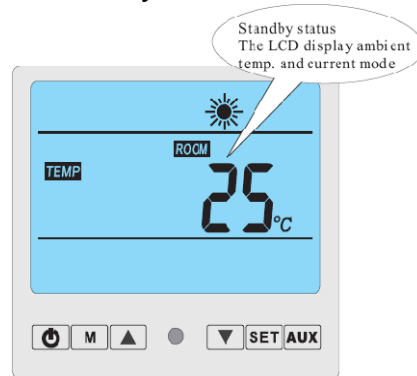 Standby status
The LCD display ambient
temp. and current mode
ROOM
TEMP
25 °C
M
SET
AUX